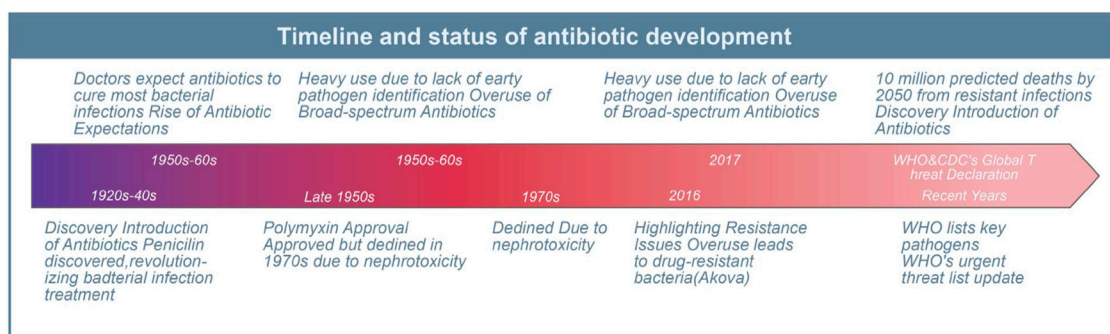 Timeline and status of antibiotic development
Doctors expect antibiotics to
cure most bacterial
infections Rise of Antibiotic
Expectations
Heavy use due to lack of earty
pathogen identification Overuse of
Broad-spectrum Antibiotics
Heavy use due to lack of earty
pathogen identification Overuse
of Broad-spectrum Antibiotics
10 million predicted deaths by
2050 from resistant infections
Discovery Introduction of
Antibiotics
1950s-60s
1950s-60s
2017
WHO&CDC's Global T
hreat Declaration
1920s-40s
Late 1950s
1970s
2016
Recent Years
Discovery Introduction
of Antibiotics Penicilin
discovered,revolution-
izing badterial infection
treatment
Polymyxin Approval
Approved but dedined in
1970s due to nephrotoxicity
Dedined Due to
nephrotoxicity
Highlighting Resistance
Issues Overuse leads
to drug-resistant
bacteria(Akova)
WHO lists key
pathogens
WHO's urgent
threat list update